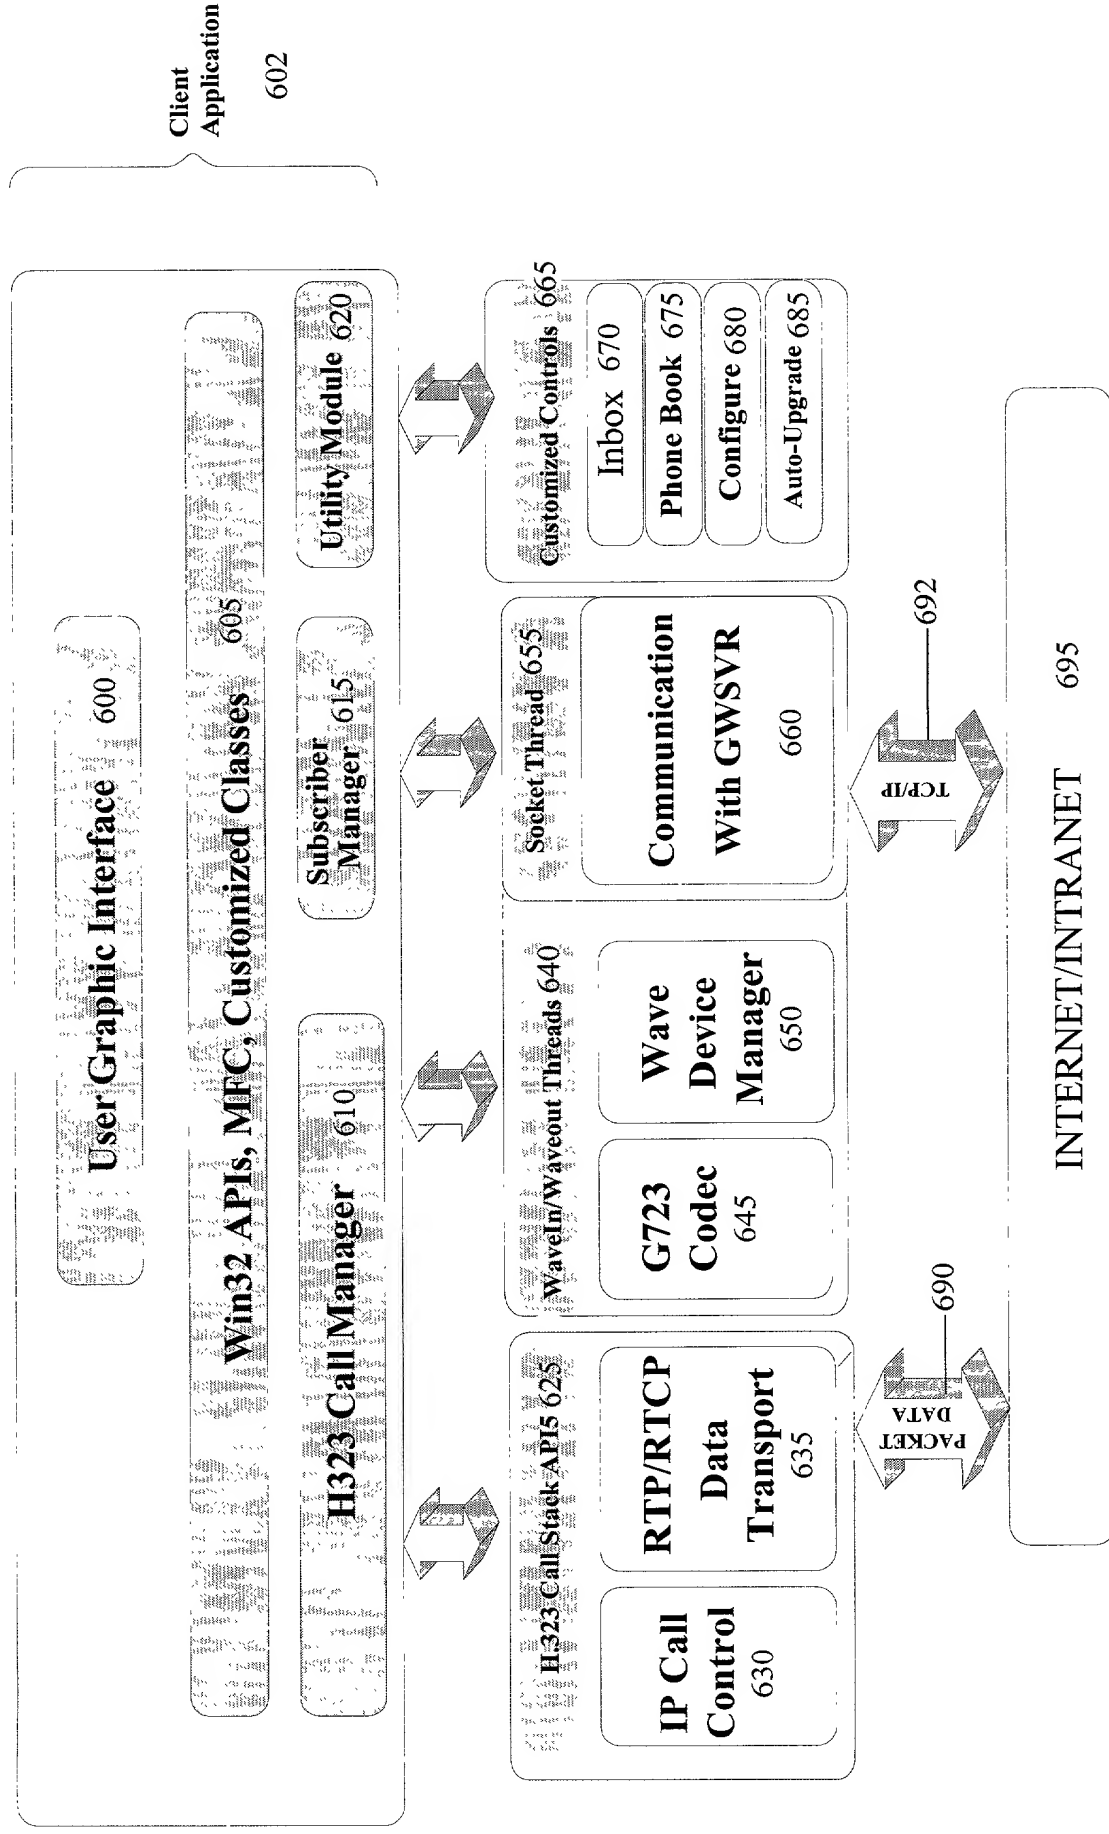 Client
Application
602
User Graphic Interface 600
Win32 APIs, MFC, Customized Classes 605
H323 Call Manager 610
Subscriber
Manager 615
Utility Module 620
H.323 Call Stack API5 625
IP Call
Control
630
RTP/RTCP
Data
Transport
635
WaveIn/Waveout Threads 640
G723
Codec
645
Wave
Device
Manager
650
Socket Thread 655
Communication
With GWSVR
660
Customized Controls 665
Inbox 670
Phone Book 675
Configure 680
Auto-Upgrade 685
PACKET
DATA
690
TCP/IP
692
INTERNET/INTRANET 695